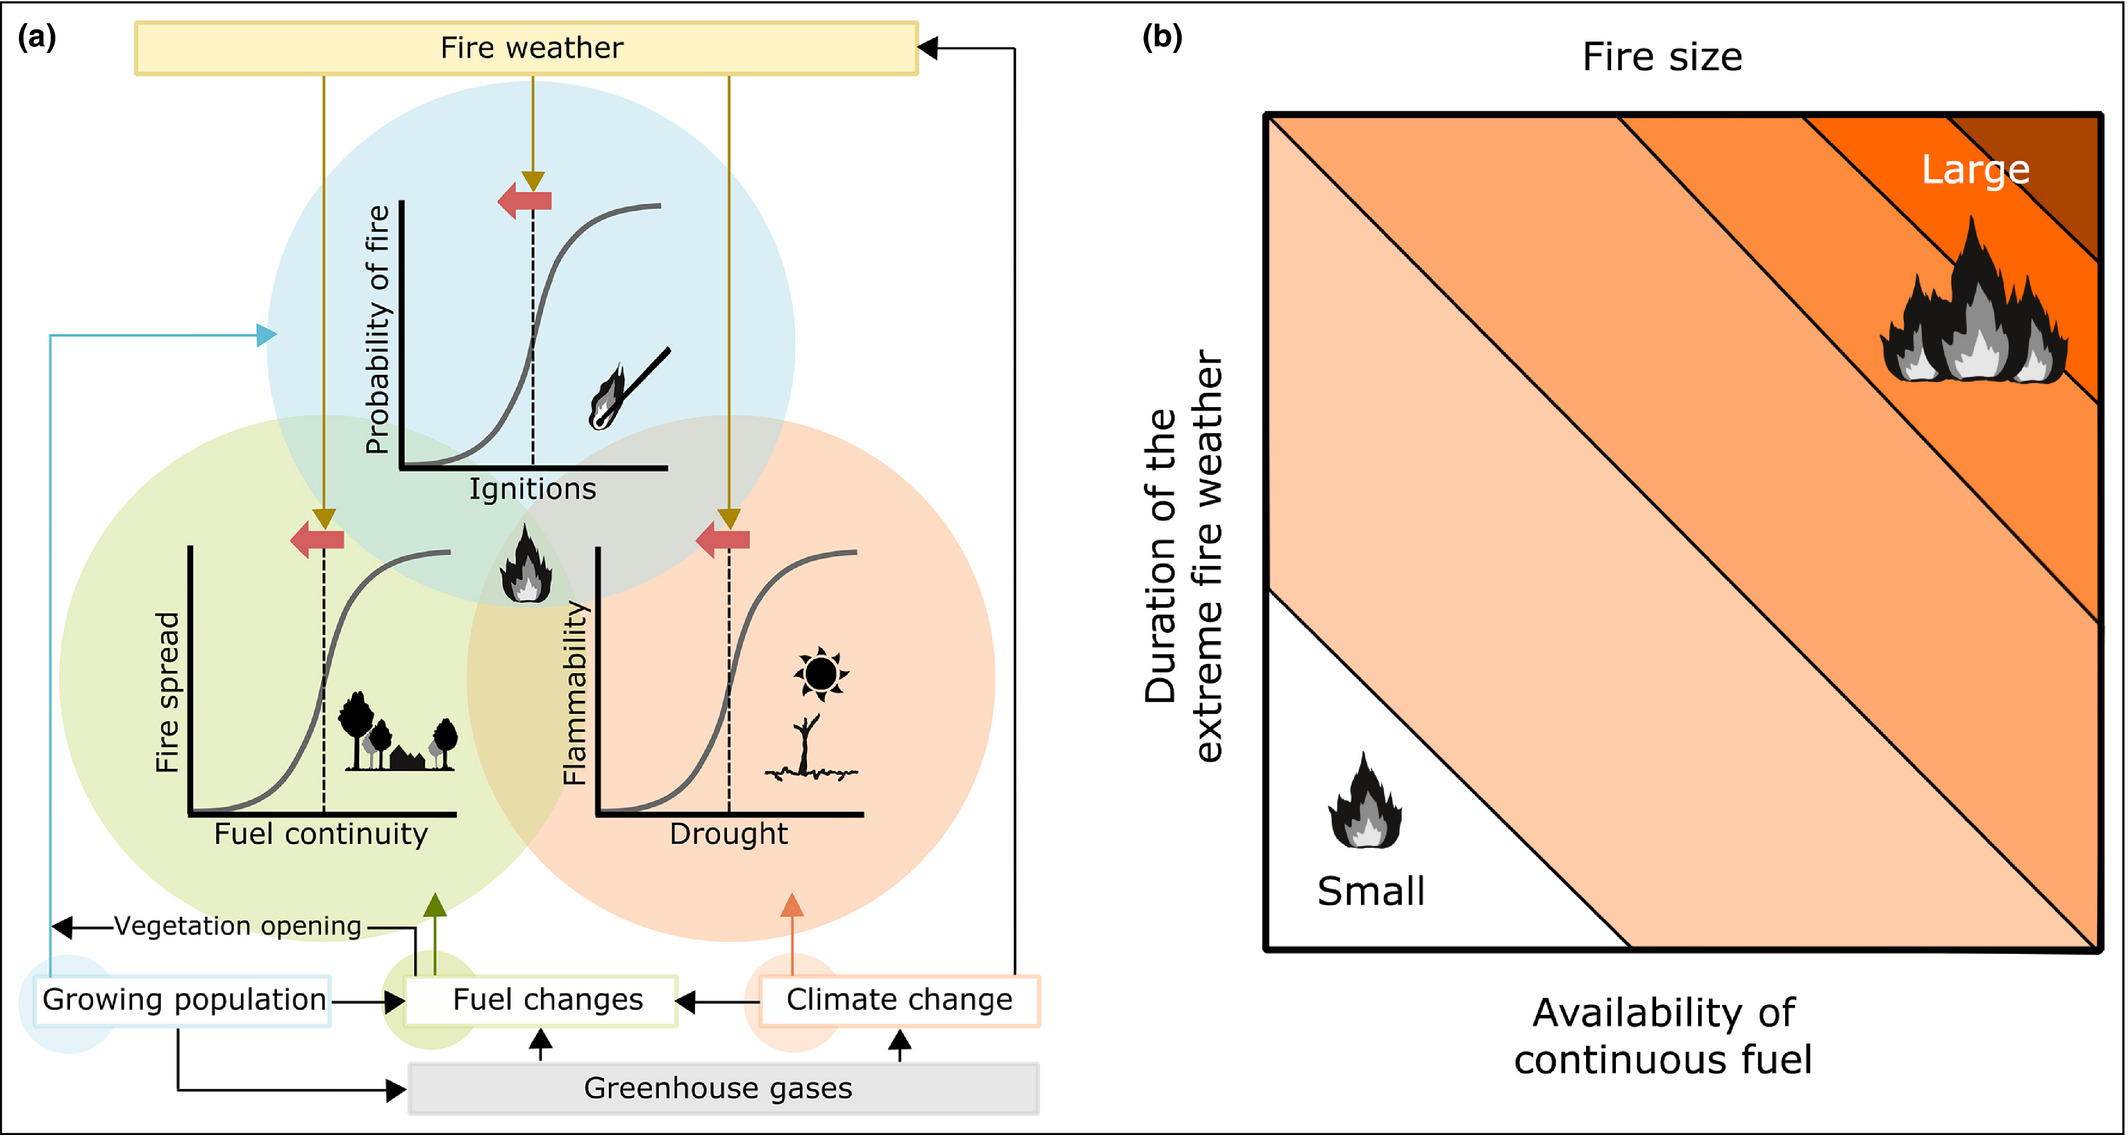 (a)
Fire weather
Probability of fire
Ignitions
Fire spread
Fuel continuity
Flammability
Drought
Vegetation opening
Growing population
Fuel changes
Climate change
Greenhouse gases
(b)
Fire size
Large
Small
Duration of the
extreme fire weather
Availability of
continuous fuel